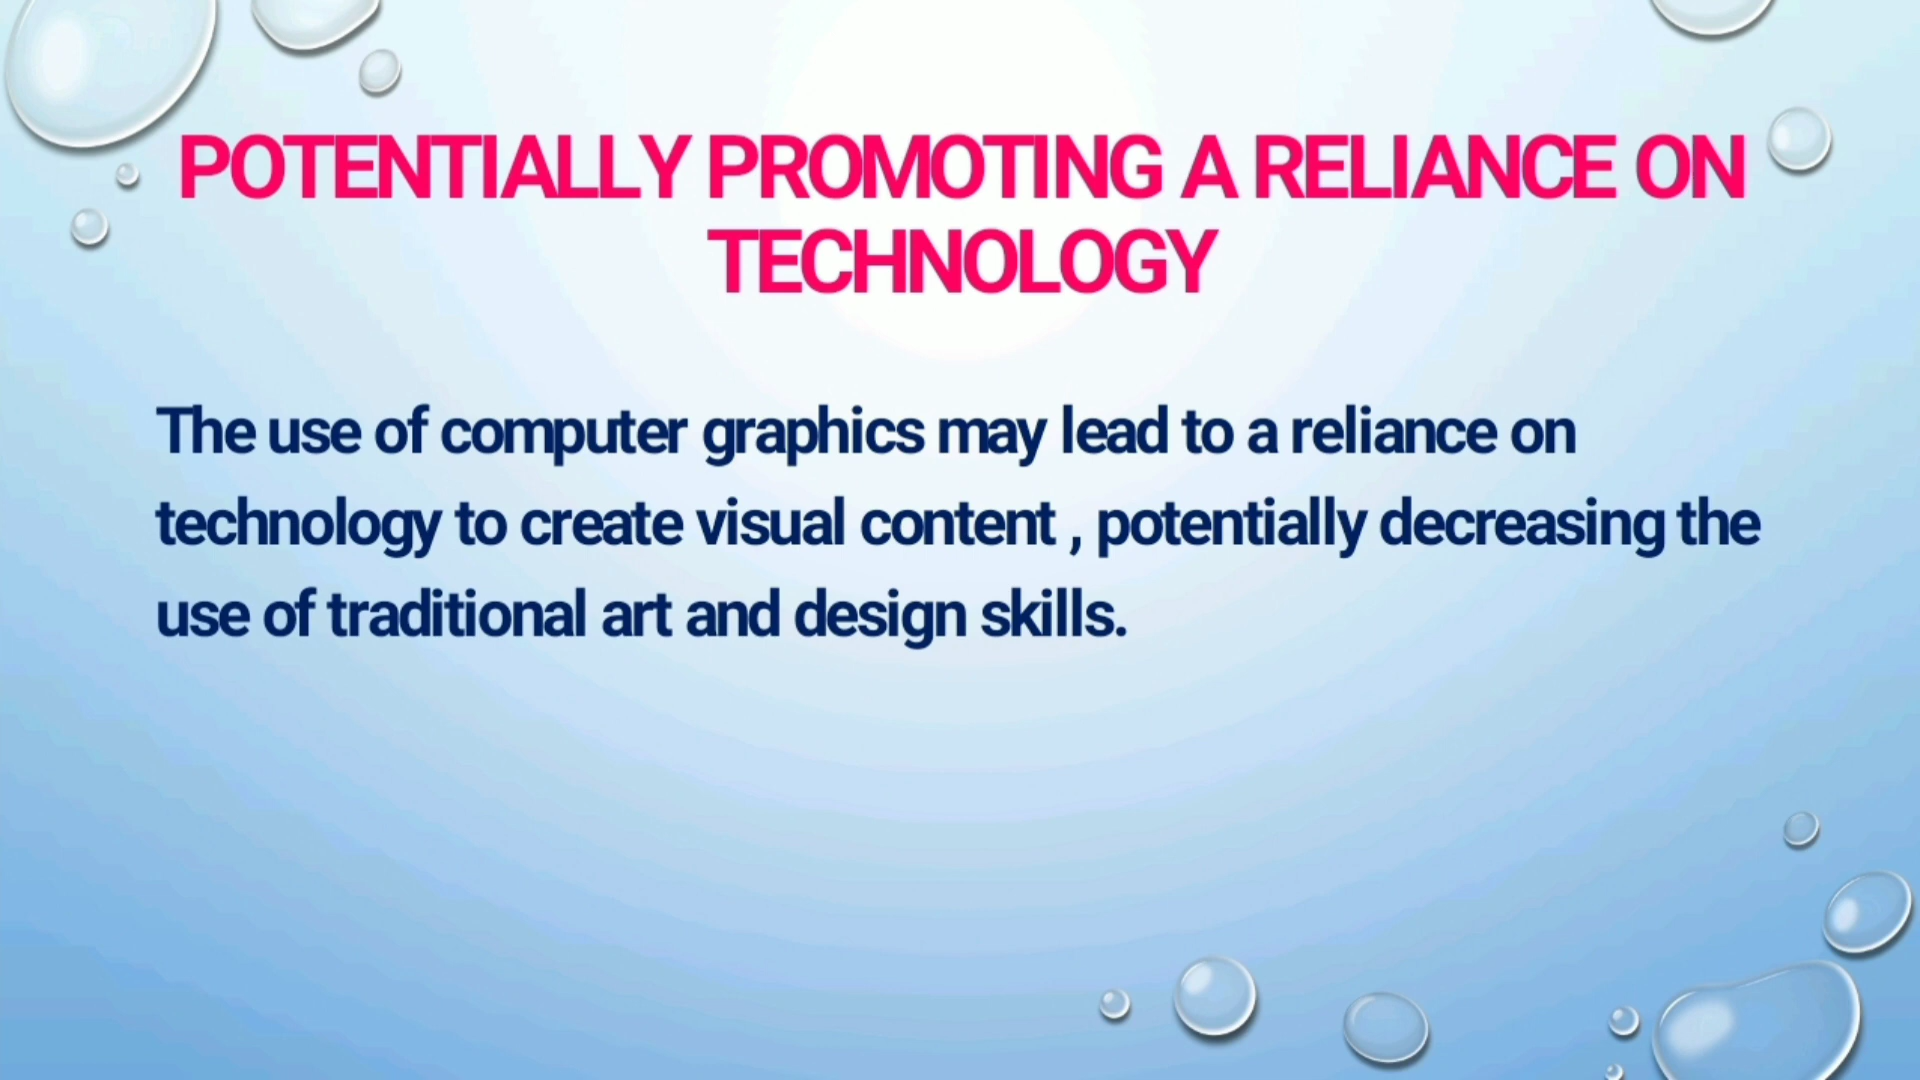 POTENTIALLY PROMOTING A RELIANCE ON
TECHNOLOGY
The use of computer graphics may lead to a reliance on
technology to create visual content , potentially decreasing the
use of traditional art and design skills.